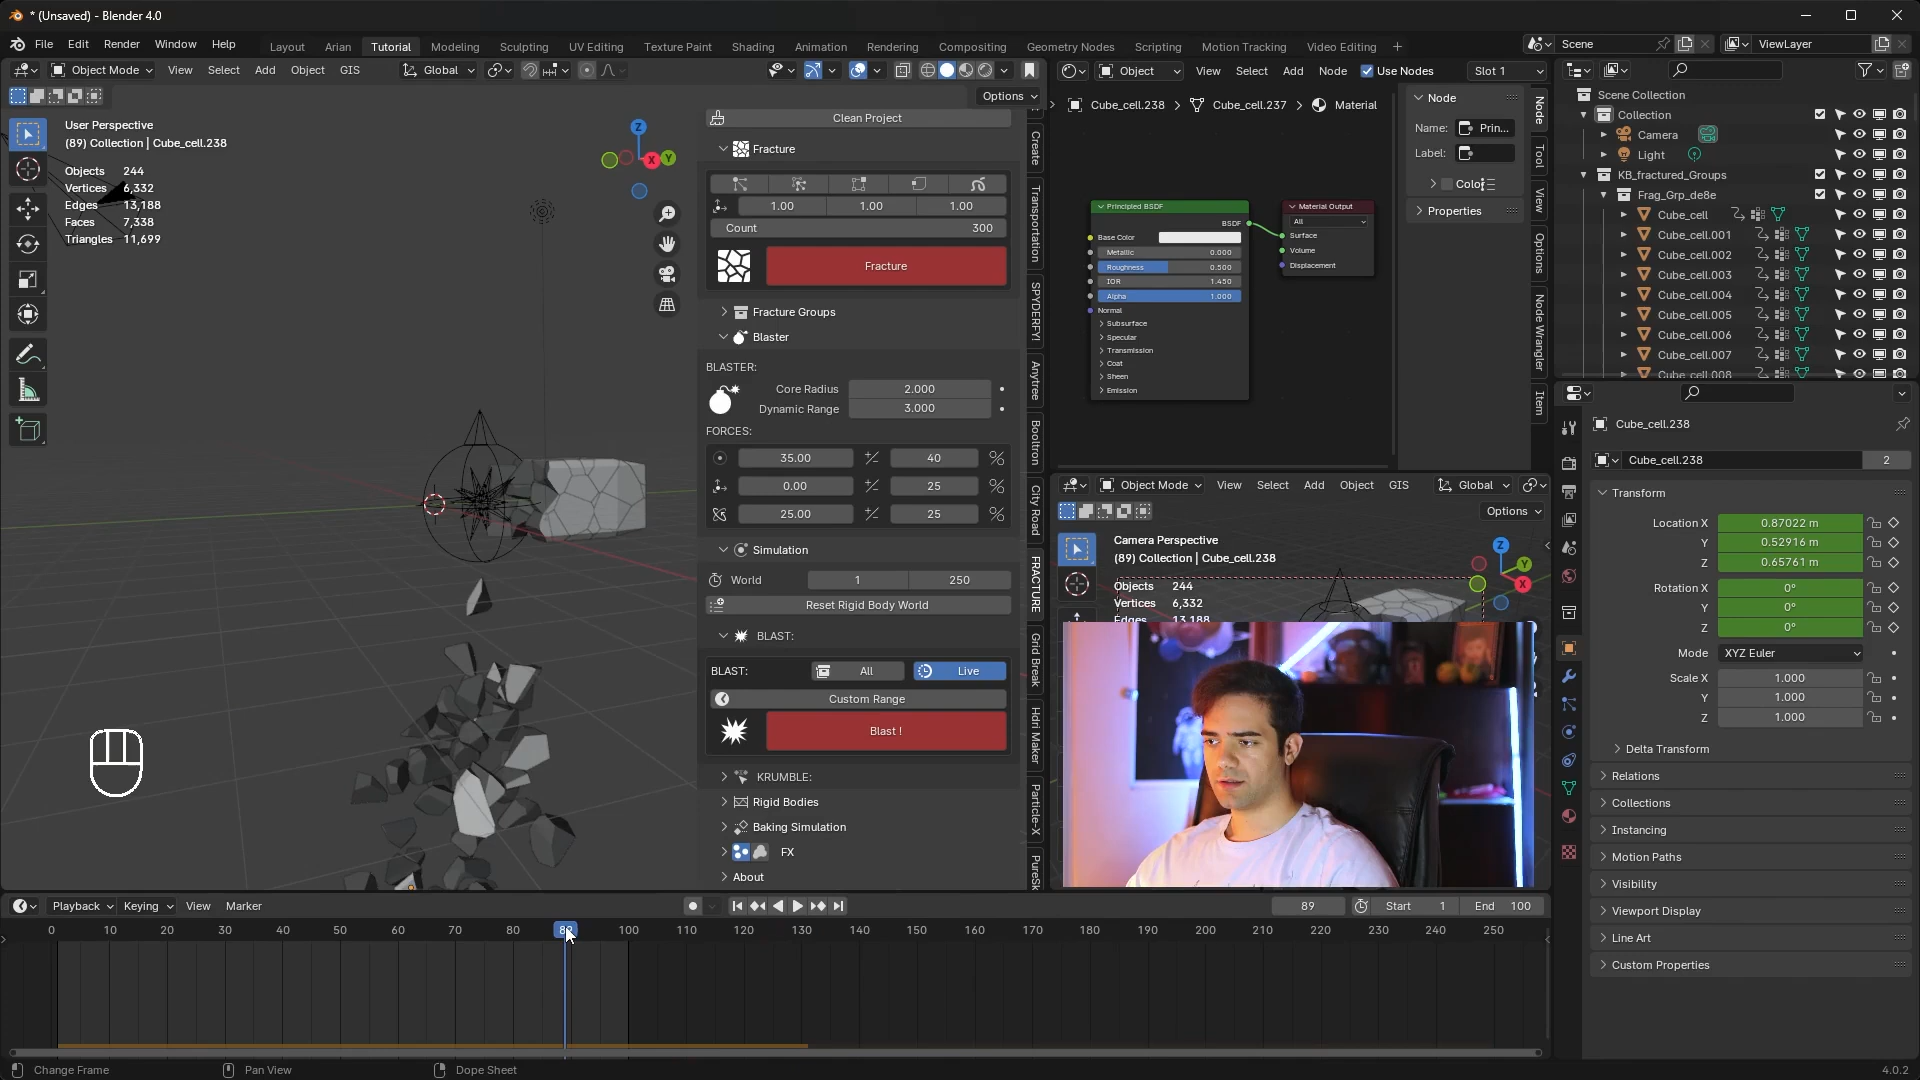 * (Unsaved) - Blender 4.0
File Edit Render Window Help Layout Arian Tutorial Modeling Sculpting UV Editing Texture Paint Shading Animation Rendering Compositing Geometry Nodes Scripting Motion Tracking Video Editing + Scene ViewLayer
Object Mode View Select Add Object GIS Global
Options
User Perspective
(89) Collection | Cube_cell.238
Objects 244
Vertices 6,332
Edges 13,188
Faces 7,338
Triangles 11,699
Z
X
Y
Clean Project
Fracture
1.00 1.00 1.00
Count 300
Fracture
Fracture Groups
Blaster
BLASTER:
Core Radius 2.000
Dynamic Range 3.000
FORCES:
35.00 40 %
0.00 25 %
25.00 25 %
Simulation
World 1 250
Reset Rigid Body World
BLAST:
BLAST: All Live
Custom Range
Blast !
KRUMBLE:
Rigid Bodies
Baking Simulation
FX
About
Create
Transportation
SPYDERFY!
Anytree
Booltron
City Road
FRACTURE
Grid Break
Hdri Maker
Particle-X
PureSk
Object View Select Add Node Use Nodes Slot 1
Cube_cell.238 > Cube_cell.237 > Material
Principled BSDF
BSDF
Base Color
Metallic 0.000
Roughness 0.500
IOR 1.450
Alpha 1.000
Normal
Subsurface
Specular
Transmission
Coat
Sheen
Emission
Material Output
All
Surface
Volume
Displacement
Node
Name: Prin...
Label:
Properties
Node
Tool
View
Options
Node Wrangler
Item
Object Mode View Select Add Object GIS Global
Options
Camera Perspective
(89) Collection | Cube_cell.238
Objects 244
Vertices 6,332
Edges 13,188
Z
Y
X
Scene Collection
Collection
Camera
Light
KB_fractured_Groups
Frag_Grp_de8e
Cube_cell
Cube_cell.001
Cube_cell.002
Cube_cell.003
Cube_cell.004
Cube_cell.005
Cube_cell.006
Cube_cell.007
Cube_cell.008
Cube_cell.238
Cube_cell.238 2
Transform
Location X 0.87022 m
Y 0.52916 m
Z 0.65761 m
Rotation X 0°
Y 0°
Z 0°
Mode XYZ Euler
Scale X 1.000
Y 1.000
Z 1.000
Delta Transform
Relations
Collections
Instancing
Motion Paths
Visibility
Viewport Display
Line Art
Custom Properties
Playback Keying View Marker 89 Start 1 End 100
0 10 20 30 40 50 60 70 80 89 100 110 120 130 140 150 160 170 180 190 200 210 220 230 240 250
Change Frame Pan View Dope Sheet 4.0.2